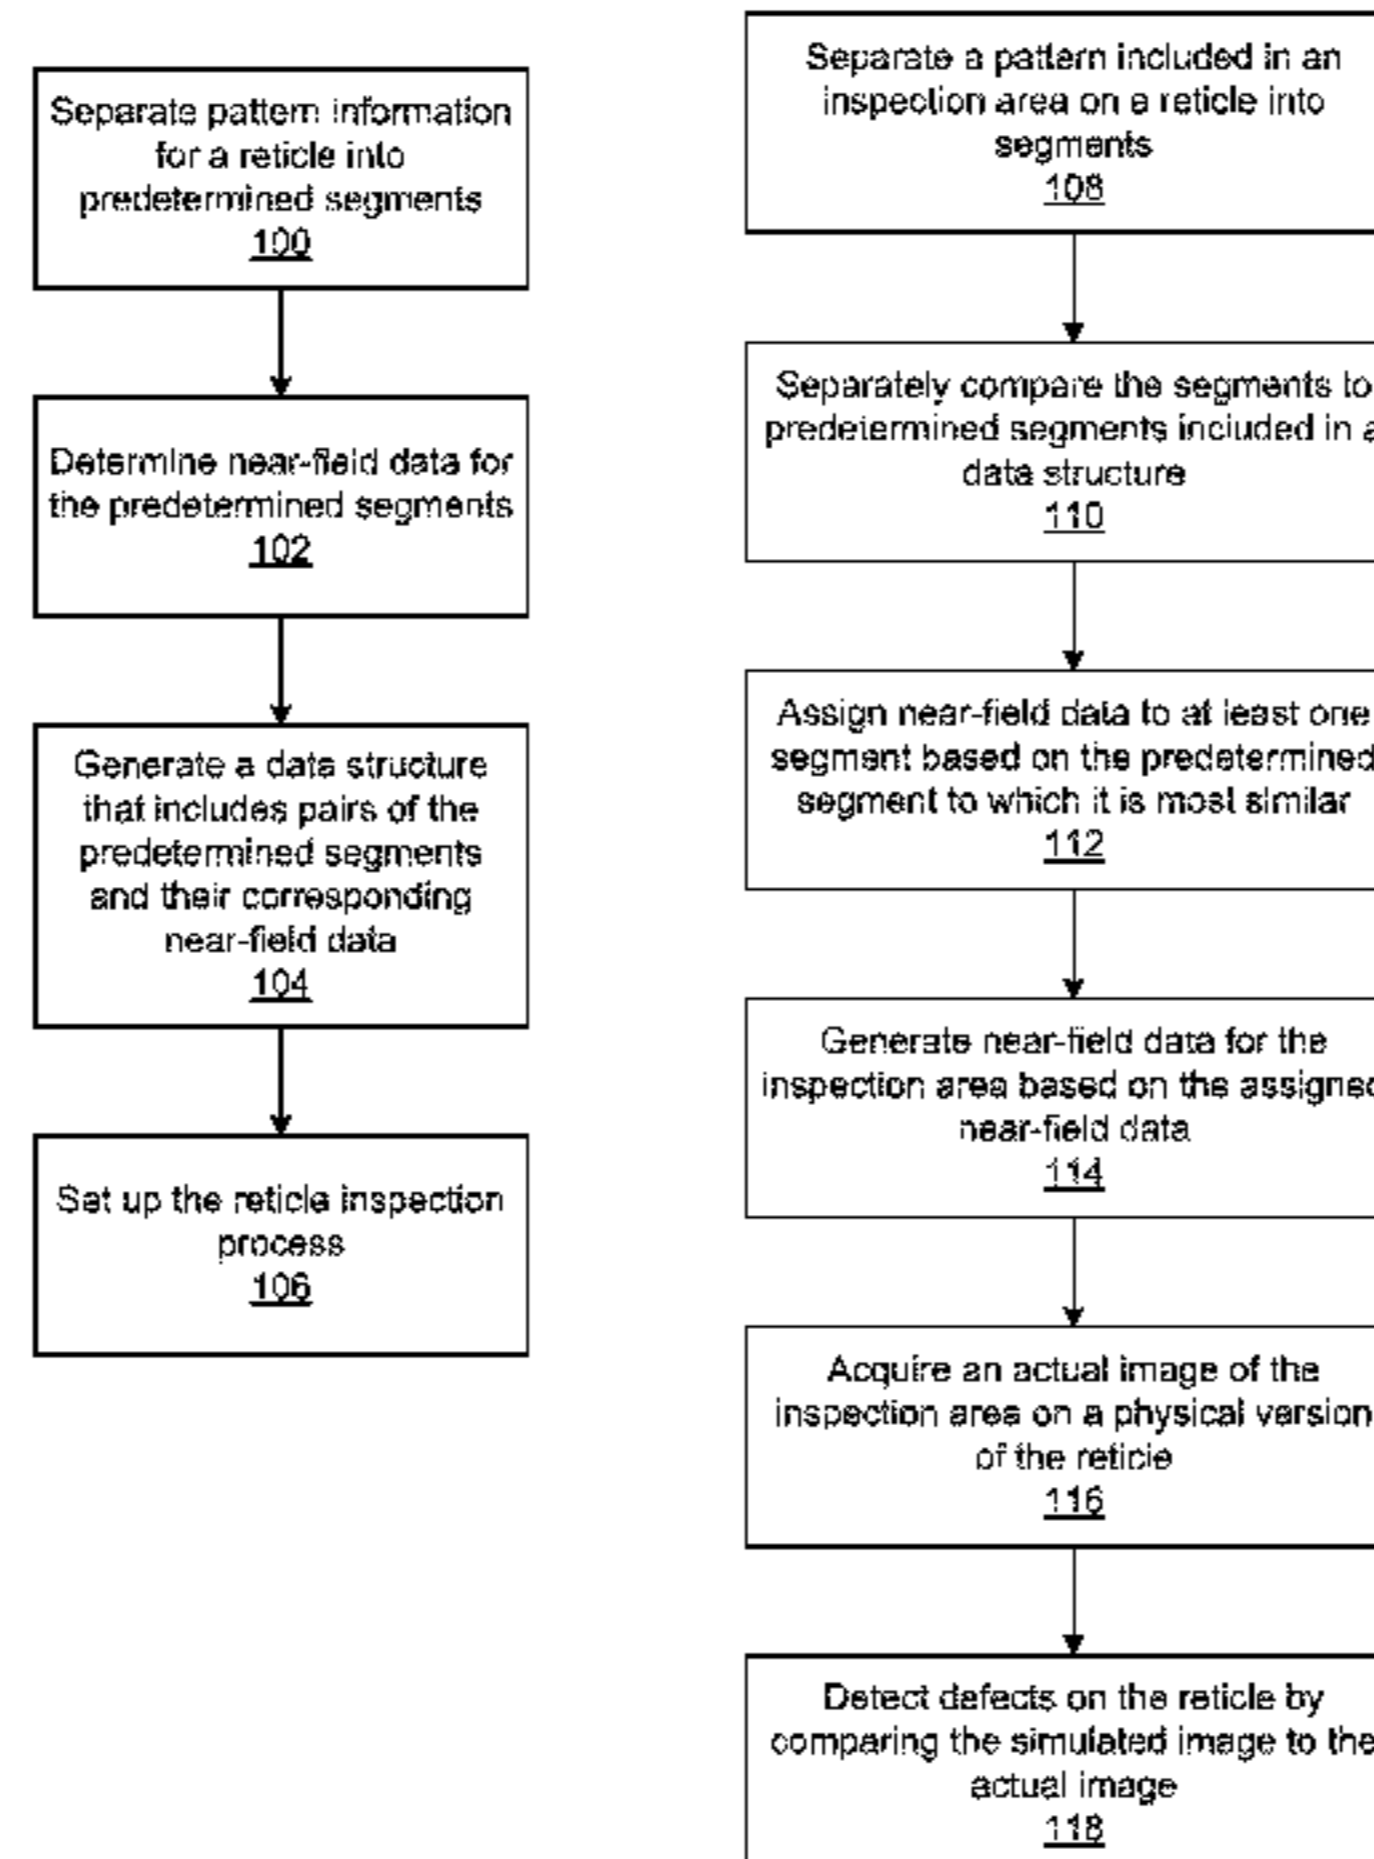 Separate pattern information
for a reticle into
predetermined segments
100
Determine near-field data for
the predetermined segments
102
Generate a data structure
that includes pairs of the
predetermined segments
and their corresponding
near-field data
104
Set up the reticle inspection
process
106
Separate a pattern included in an
inspection area on a reticle into
segments
108
Separately compare the segments to
predetermined segments included in a
data structure
110
Assign near-field data to at least one
segment based on the predetermined
segment to which it is most similar
112
Generate near-field data for the
inspection area based on the assigned
near-field data
114
Acquire an actual image of the
inspection area on a physical version
of the reticle
116
Detect defects on the reticle by
comparing the simulated image to the
actual image
118